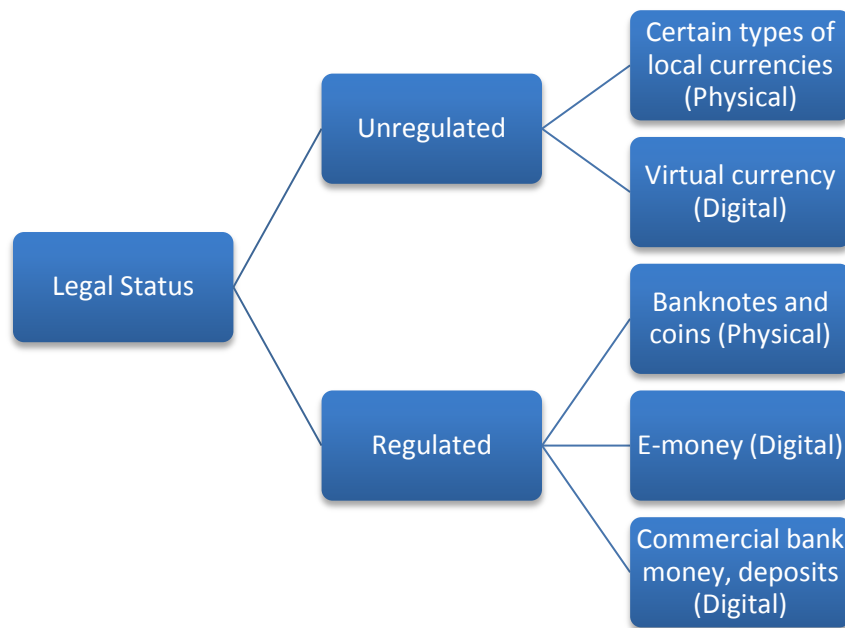 Legal Status
Unregulated
Certain types of
local currencies
(Physical)
Virtual currency
(Digital)
Regulated
Banknotes and
coins (Physical)
E-money (Digital)
Commercial bank
money, deposits
(Digital)